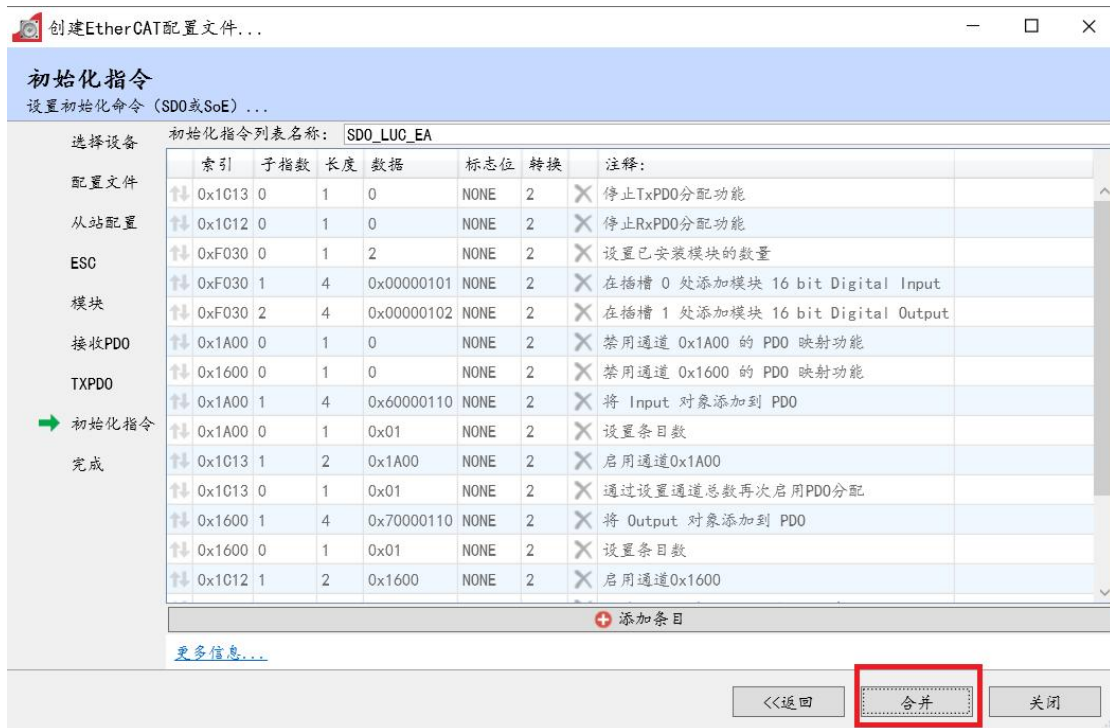 创建EtherCAT配置文件...
初始化指令
设置初始化命令（SDO或SoE）...
选择设备
配置文件
从站配置
ESC
模块
接收PDO
TXPDO
初始化指令
完成
初始化指令列表名称： SDO_LUC_EA
索引 子指数 长度 数据 标志位 转换 注释:
0x1C13 0 1 0 NONE 2 停止TxPDO分配功能
0x1C12 0 1 0 NONE 2 停止RxPDO分配功能
0xF030 0 1 2 NONE 2 设置已安装模块的数量
0xF030 1 4 0x00000101 NONE 2 在插槽 0 处添加模块 16 bit Digital Input
0xF030 2 4 0x00000102 NONE 2 在插槽 1 处添加模块 16 bit Digital Output
0x1A00 0 1 0 NONE 2 禁用通道 0x1A00 的 PDO 映射功能
0x1600 0 1 0 NONE 2 禁用通道 0x1600 的 PDO 映射功能
0x1A00 1 4 0x60000110 NONE 2 将 Input 对象添加到 PDO
0x1A00 0 1 0x01 NONE 2 设置条目数
0x1C13 1 2 0x1A00 NONE 2 启用通道0x1A00
0x1C13 0 1 0x01 NONE 2 通过设置通道总数再次启用PDO分配
0x1600 1 4 0x70000110 NONE 2 将 Output 对象添加到 PDO
0x1600 0 1 0x01 NONE 2 设置条目数
0x1C12 1 2 0x1600 NONE 2 启用通道0x1600
添加条目
更多信息...
<<返回 合并 关闭